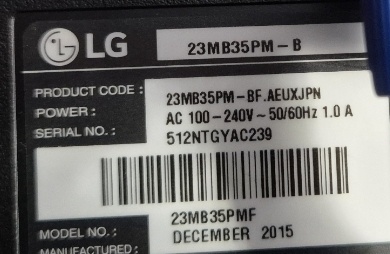 LG 23MB35PM-B
PRODUCT CODE : 23MB35PM-BF.AEUXJPN
POWER : AC 100-240V ~ 50/60Hz 1.0 A
SERIAL NO. : 512NTGYAC239
MODEL NO. : 23MB35PMF
MANUFACTURED : DECEMBER 2015